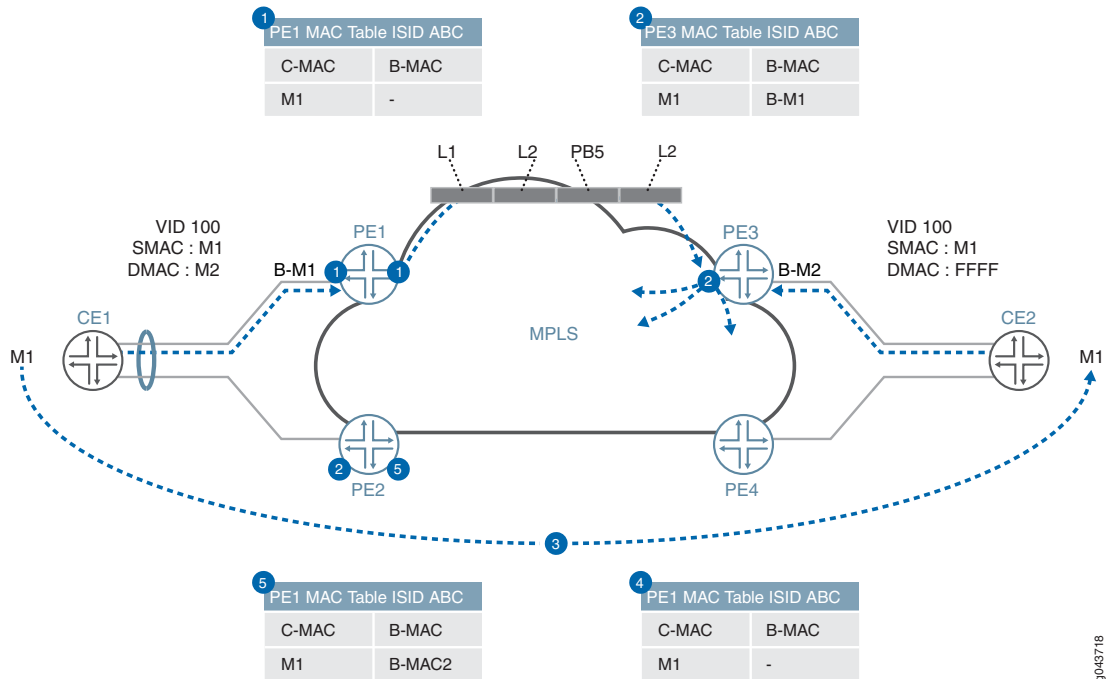 1
2
PE1 MAC Table ISID ABC
PE3 MAC Table ISID ABC
C-MAC B-MAC
C-MAC B-MAC
M1 -
M1 B-M1
L1 L2 PB5 L2
VID 100
SMAC : M1
DMAC : M2
PE1
PE3
VID 100
SMAC : M1
DMAC : FFFF
B-M1
1
1
2
B-M2
CE1
CE2
MPLS
M1
M1
2
5
PE2
PE4
3
5
4
PE1 MAC Table ISID ABC
PE1 MAC Table ISID ABC
C-MAC B-MAC
C-MAC B-MAC
M1 B-MAC2
M1 -
g043718